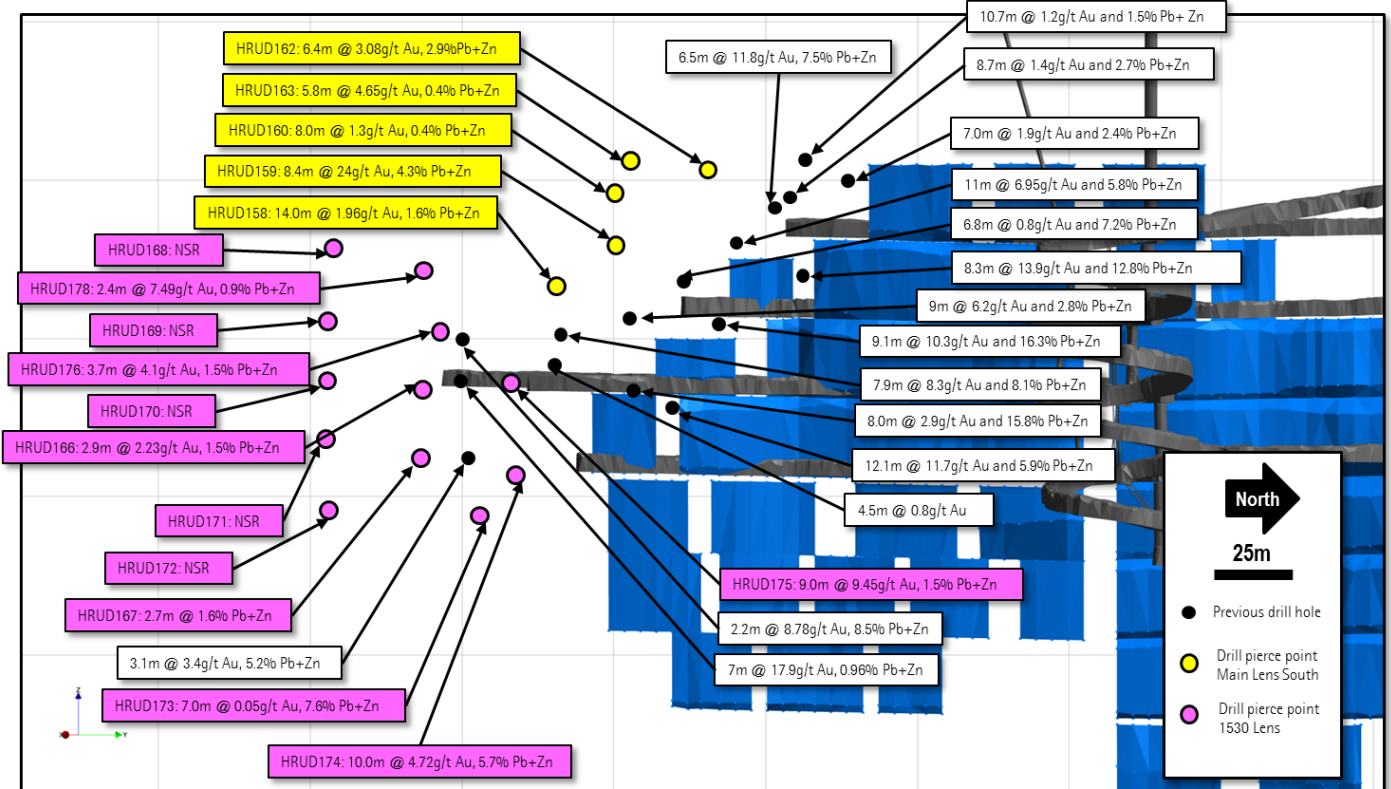 10.7m @ 1.2g/t Au and 1.5% Pb+ Zn
HRUD162: 6.4m @ 3.08g/t Au, 2.9%Pb+Zn
6.5m @ 11.8g/t Au, 7.5% Pb+Zn
8.7m @ 1.4g/t Au and 2.7% Pb+Zn
HRUD163: 5.8m @ 4.65g/t Au, 0.4% Pb+Zn
HRUD160: 8.0m @ 1.3g/t Au, 0.4% Pb+Zn
7.0m @ 1.9g/t Au and 2.4% Pb+Zn
HRUD159: 8.4m @ 24g/t Au, 4.3% Pb+Zn
11m @ 6.95g/t Au and 5.8% Pb+Zn
HRUD158: 14.0m @ 1.96g/t Au, 1.6% Pb+Zn
6.8m @ 0.8g/t Au and 7.2% Pb+Zn
HRUD168: NSR
8.3m @ 13.9g/t Au and 12.8% Pb+Zn
HRUD178: 2.4m @ 7.49g/t Au, 0.9% Pb+Zn
9m @ 6.2g/t Au and 2.8% Pb+Zn
HRUD169: NSR
9.1m @ 10.3g/t Au and 16.3% Pb+Zn
HRUD176: 3.7m @ 4.1g/t Au, 1.5% Pb+Zn
7.9m @ 8.3g/t Au and 8.1% Pb+Zn
HRUD170: NSR
8.0m @ 2.9g/t Au and 15.8% Pb+Zn
HRUD166: 2.9m @ 2.23g/t Au, 1.5% Pb+Zn
12.1m @ 11.7g/t Au and 5.9% Pb+Zn
4.5m @ 0.8g/t Au
HRUD171: NSR
HRUD172: NSR
HRUD175: 9.0m @ 9.45g/t Au, 1.5% Pb+Zn
HRUD167: 2.7m @ 1.6% Pb+Zn
2.2m @ 8.78g/t Au, 8.5% Pb+Zn
3.1m @ 3.4g/t Au, 5.2% Pb+Zn
7m @ 17.9g/t Au, 0.96% Pb+Zn
HRUD173: 7.0m @ 0.05g/t Au, 7.6% Pb+Zn
HRUD174: 10.0m @ 4.72g/t Au, 5.7% Pb+Zn
North
25m
Previous drill hole
Drill pierce point
Main Lens South
Drill pierce point
1530 Lens
Z
X
Y